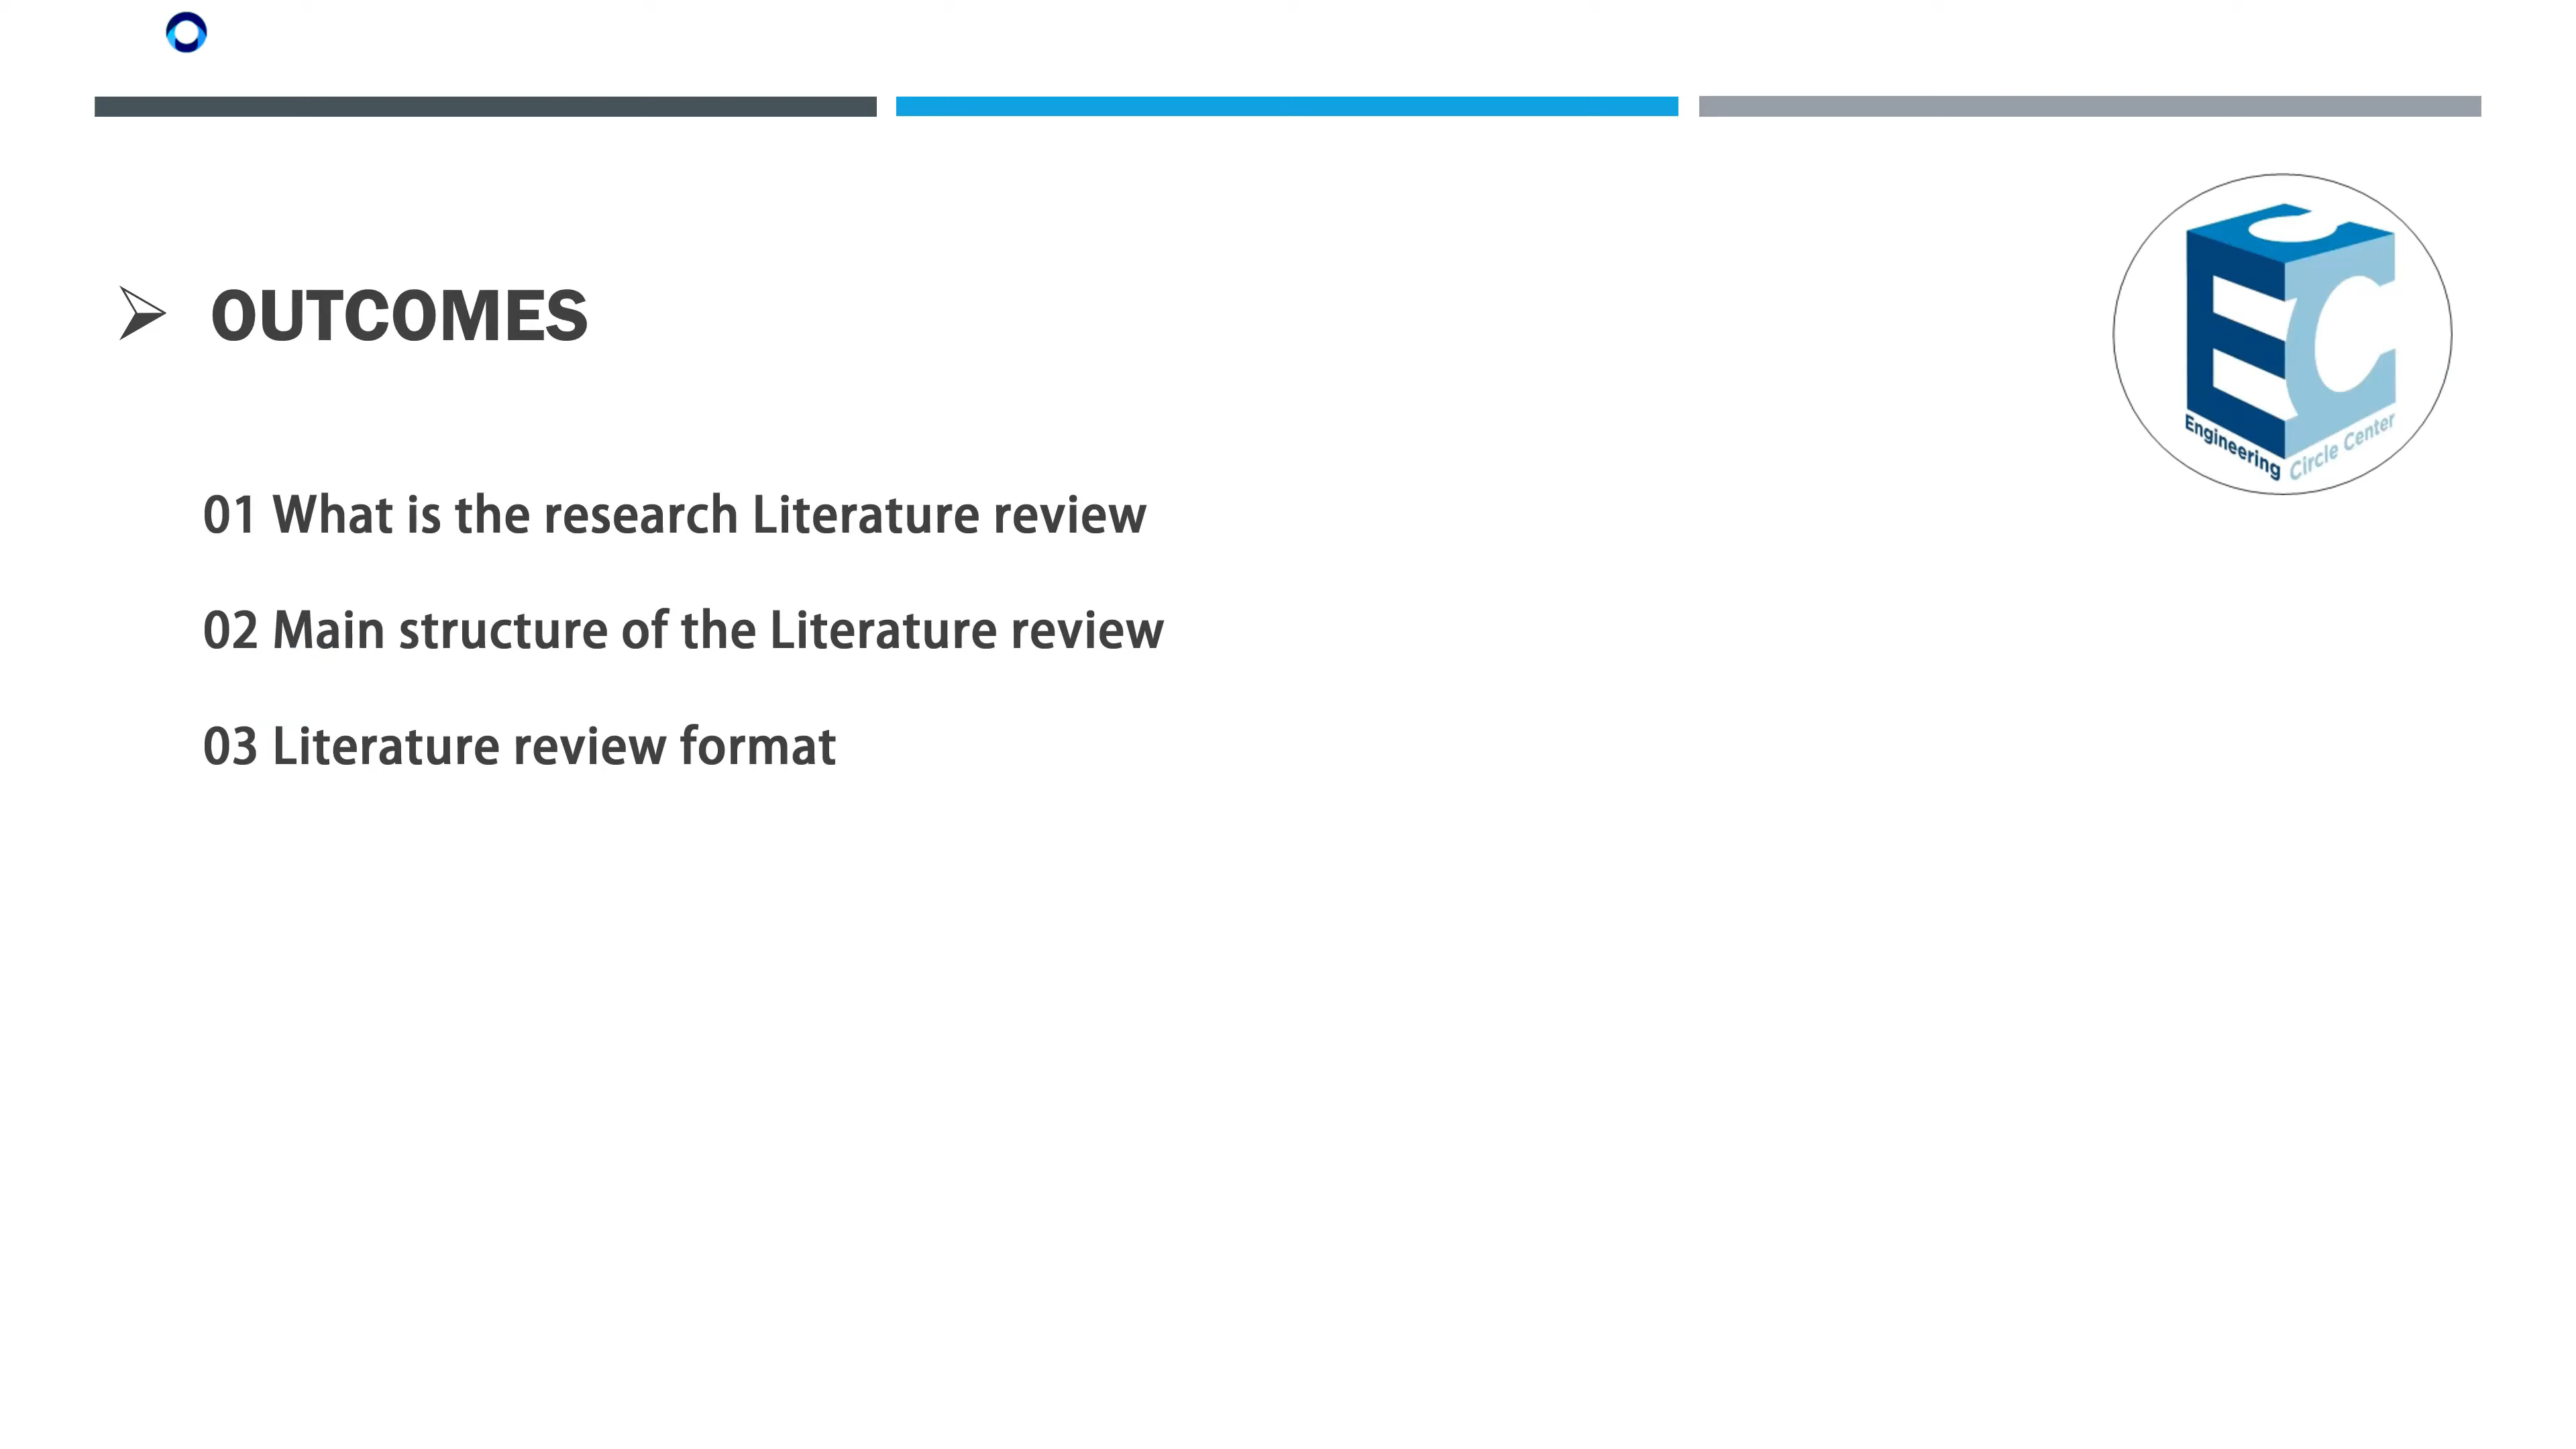 OUTCOMES
01 What is the research Literature review
02 Main structure of the Literature review
03 Literature review format
ECC
Engineering Circle Center